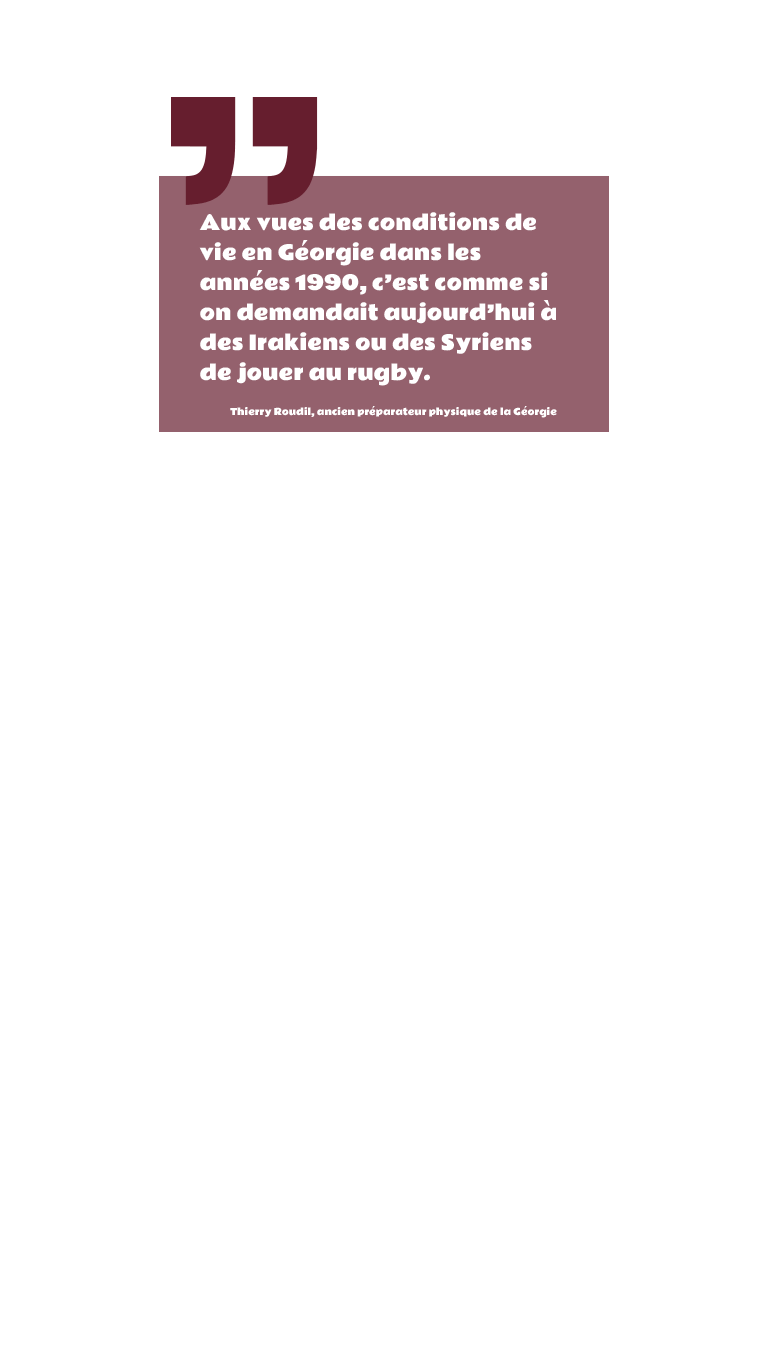 ”
Aux vues des conditions de
vie en Géorgie dans les
années 1990, c’est comme si
on demandait aujourd’hui à
des Irakiens ou des Syriens
de jouer au rugby.
Thierry Roudil, ancien préparateur physique de la Géorgie